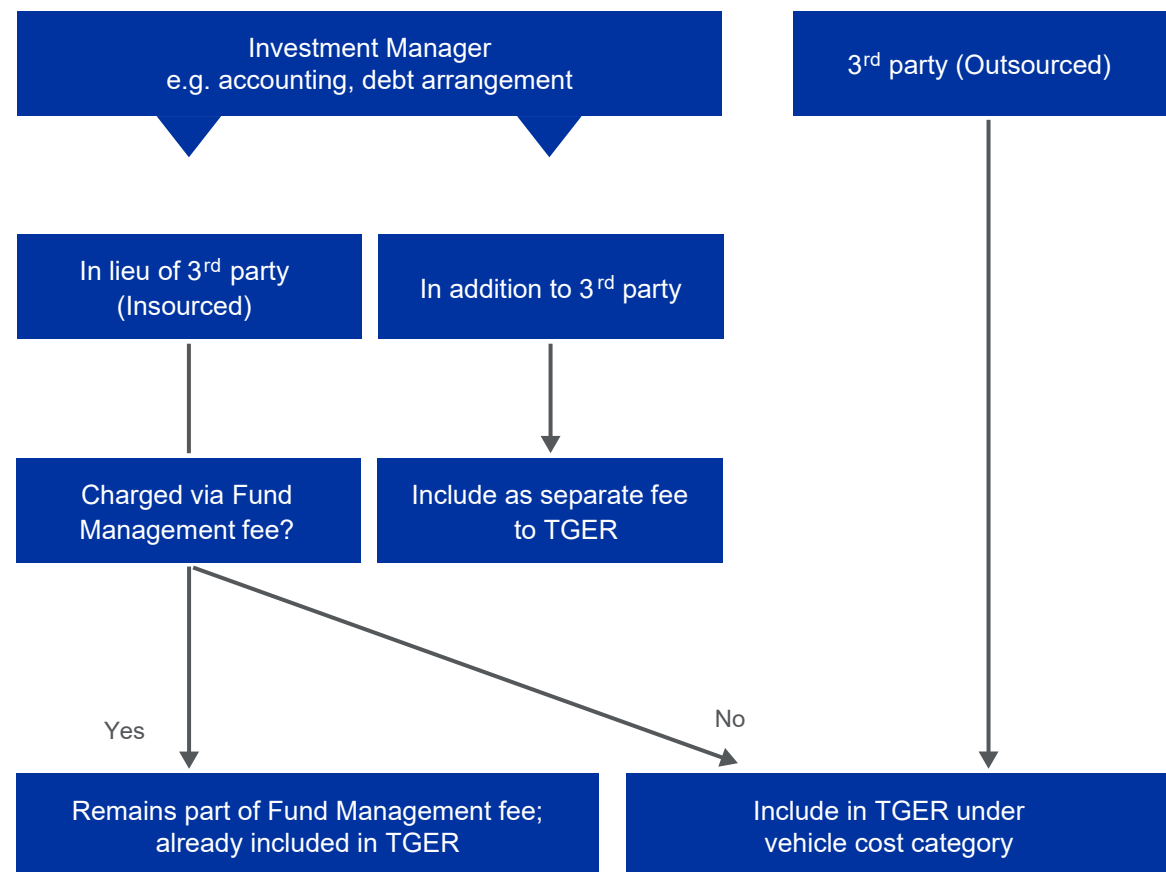 Investment Manager
e.g. accounting, debt arrangement
3rd party (Outsourced)
In lieu of 3rd party
(Insourced)
In addition to 3rd party
Charged via Fund
Management fee?
Include as separate fee
to TGER
Yes
No
Remains part of Fund Management fee;
already included in TGER
Include in TGER under
vehicle cost category